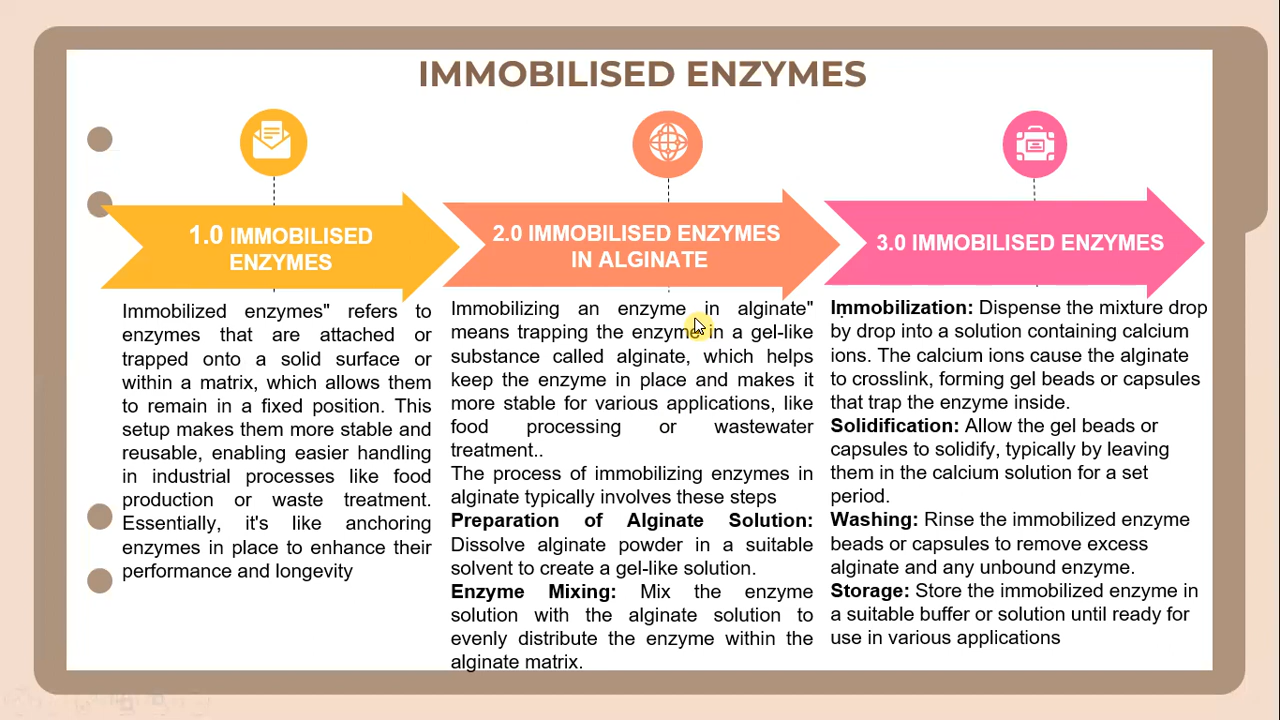 IMMOBILISED ENZYMES
1.0 IMMOBILISED
ENZYMES
Immobilized enzymes" refers to
enzymes that are attached or
trapped onto a solid surface or
within a matrix, which allows them
to remain in a fixed position. This
setup makes them more stable and
reusable, enabling easier handling
in industrial processes like food
production or waste treatment.
Essentially, it's like anchoring
enzymes in place to enhance their
performance and longevity
2.0 IMMOBILISED ENZYMES
IN ALGINATE
Immobilizing an enzyme in alginate"
means trapping the enzyme in a gel-like
substance called alginate, which helps
keep the enzyme in place and makes it
more stable for various applications, like
food processing or wastewater
treatment..
The process of immobilizing enzymes in
alginate typically involves these steps
Preparation of Alginate Solution:
Dissolve alginate powder in a suitable
solvent to create a gel-like solution.
Enzyme Mixing: Mix the enzyme
solution with the alginate solution to
evenly distribute the enzyme within the
alginate matrix.
3.0 IMMOBILISED ENZYMES
Immobilization: Dispense the mixture drop
by drop into a solution containing calcium
ions. The calcium ions cause the alginate
to crosslink, forming gel beads or capsules
that trap the enzyme inside.
Solidification: Allow the gel beads or
capsules to solidify, typically by leaving
them in the calcium solution for a set
period.
Washing: Rinse the immobilized enzyme
beads or capsules to remove excess
alginate and any unbound enzyme.
Storage: Store the immobilized enzyme in
a suitable buffer or solution until ready for
use in various applications